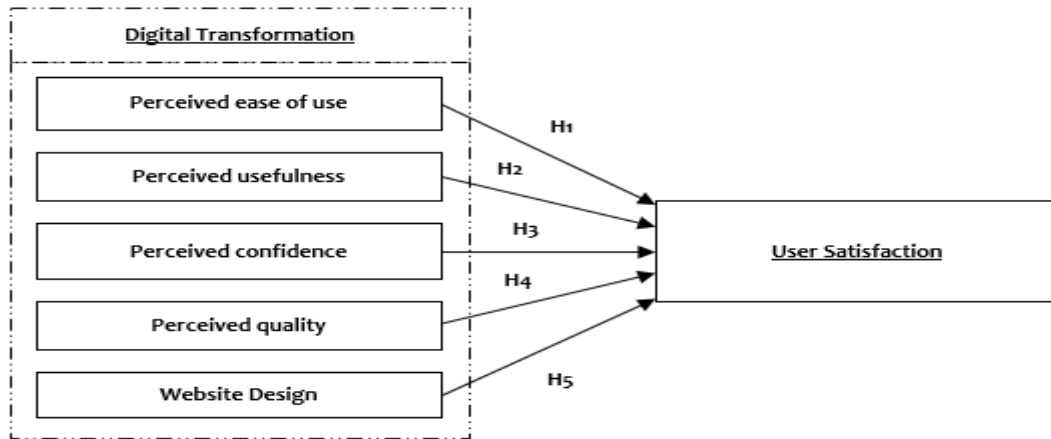 Digital Transformation
Perceived ease of use
H1
Perceived usefulness
H2
Perceived confidence
H3
User Satisfaction
Perceived quality
H4
Website Design
H5